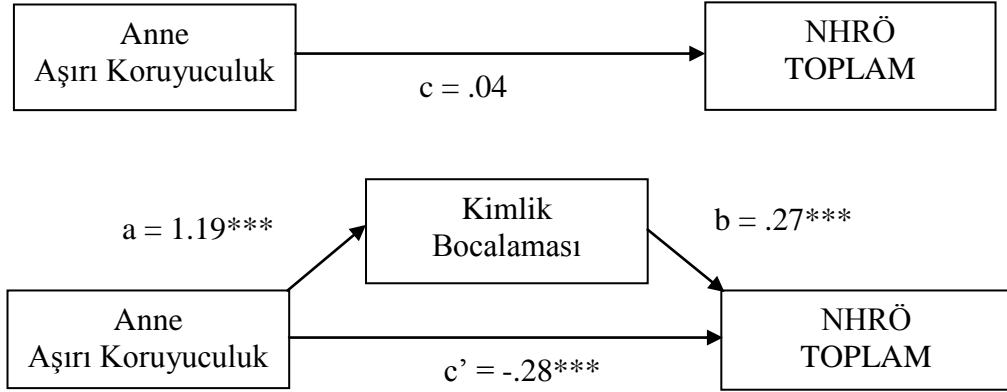 Anne
Aşırı Koruyuculuk
NHRÖ
TOPLAM
c = .04
Kimlik
Bocalaması
a = 1.19***
b = .27***
Anne
Aşırı Koruyuculuk
NHRÖ
TOPLAM
c’ = -.28***